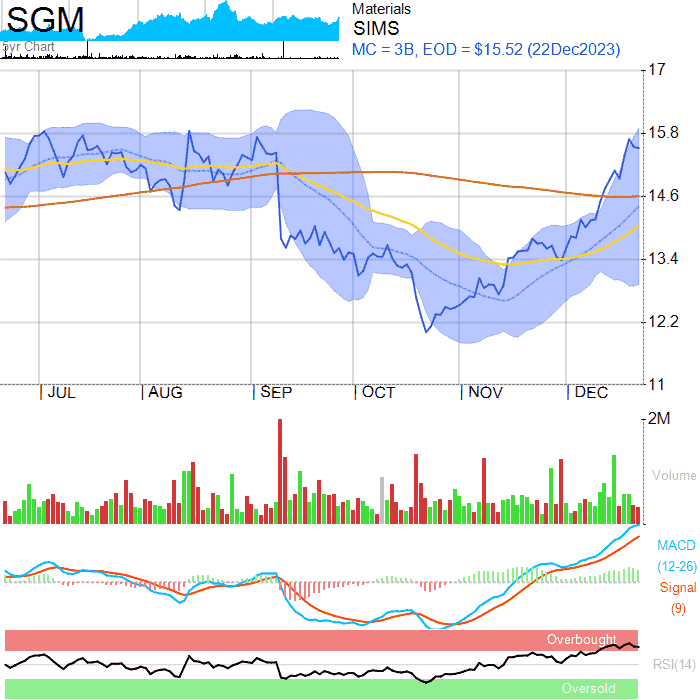 SGM
Materials
SIMS
5yr Chart
MC = 3B, EOD = $15.52 (22Dec2023)
17
15.8
14.6
13.4
12.2
11
JUL AUG SEP OCT NOV DEC
2M
Volume
MACD
(12-26)
Signal
(9)
Overbought
RSI(14)
Oversold